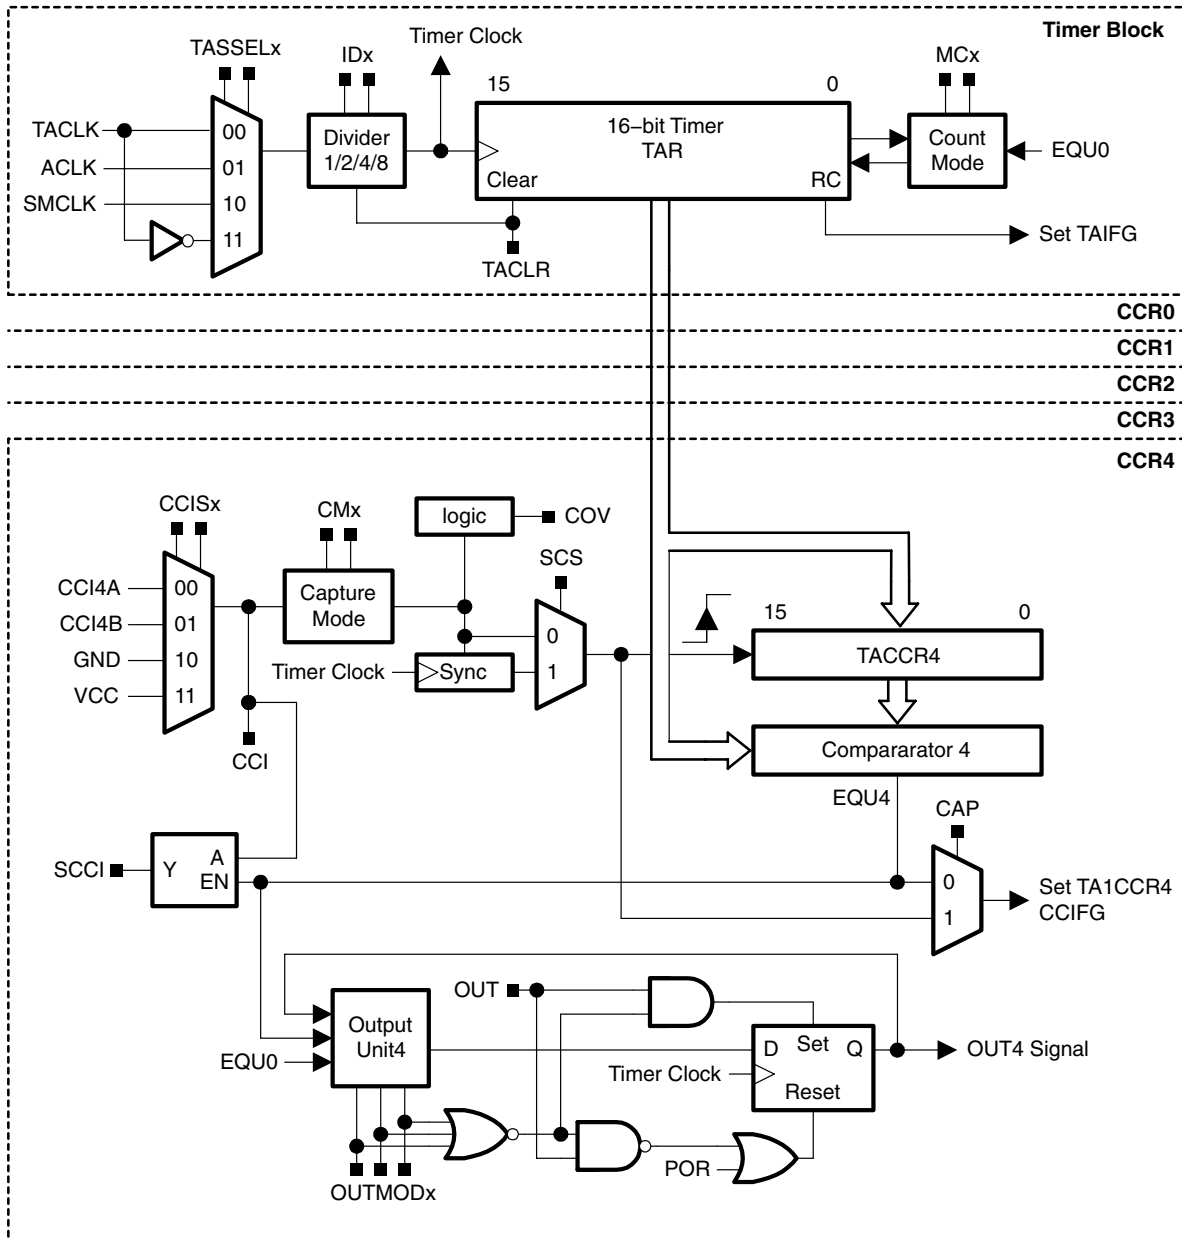 Timer Block
Timer Clock
TASSELx
IDx
15
0
MCx
TACLK
00
Divider
1/2/4/8
16−bit Timer
TAR
Count
Mode
EQU0
ACLK
01
SMCLK
10
Clear
RC
11
Set TAIFG
TACLR
CCR0
CCR1
CCR2
CCR3
CCR4
CCISx
CMx
logic
COV
SCS
CCI4A
00
Capture
Mode
15
0
CCI4B
01
0
GND
10
Timer Clock
Sync
1
TACCR4
VCC
11
CCI
Compararator 4
EQU4
CAP
SCCI
Y
A
EN
0
Set TA1CCR4
CCIFG
1
OUT
Output
Unit4
D
Set
Q
OUT4 Signal
EQU0
Timer Clock
Reset
POR
OUTMODx